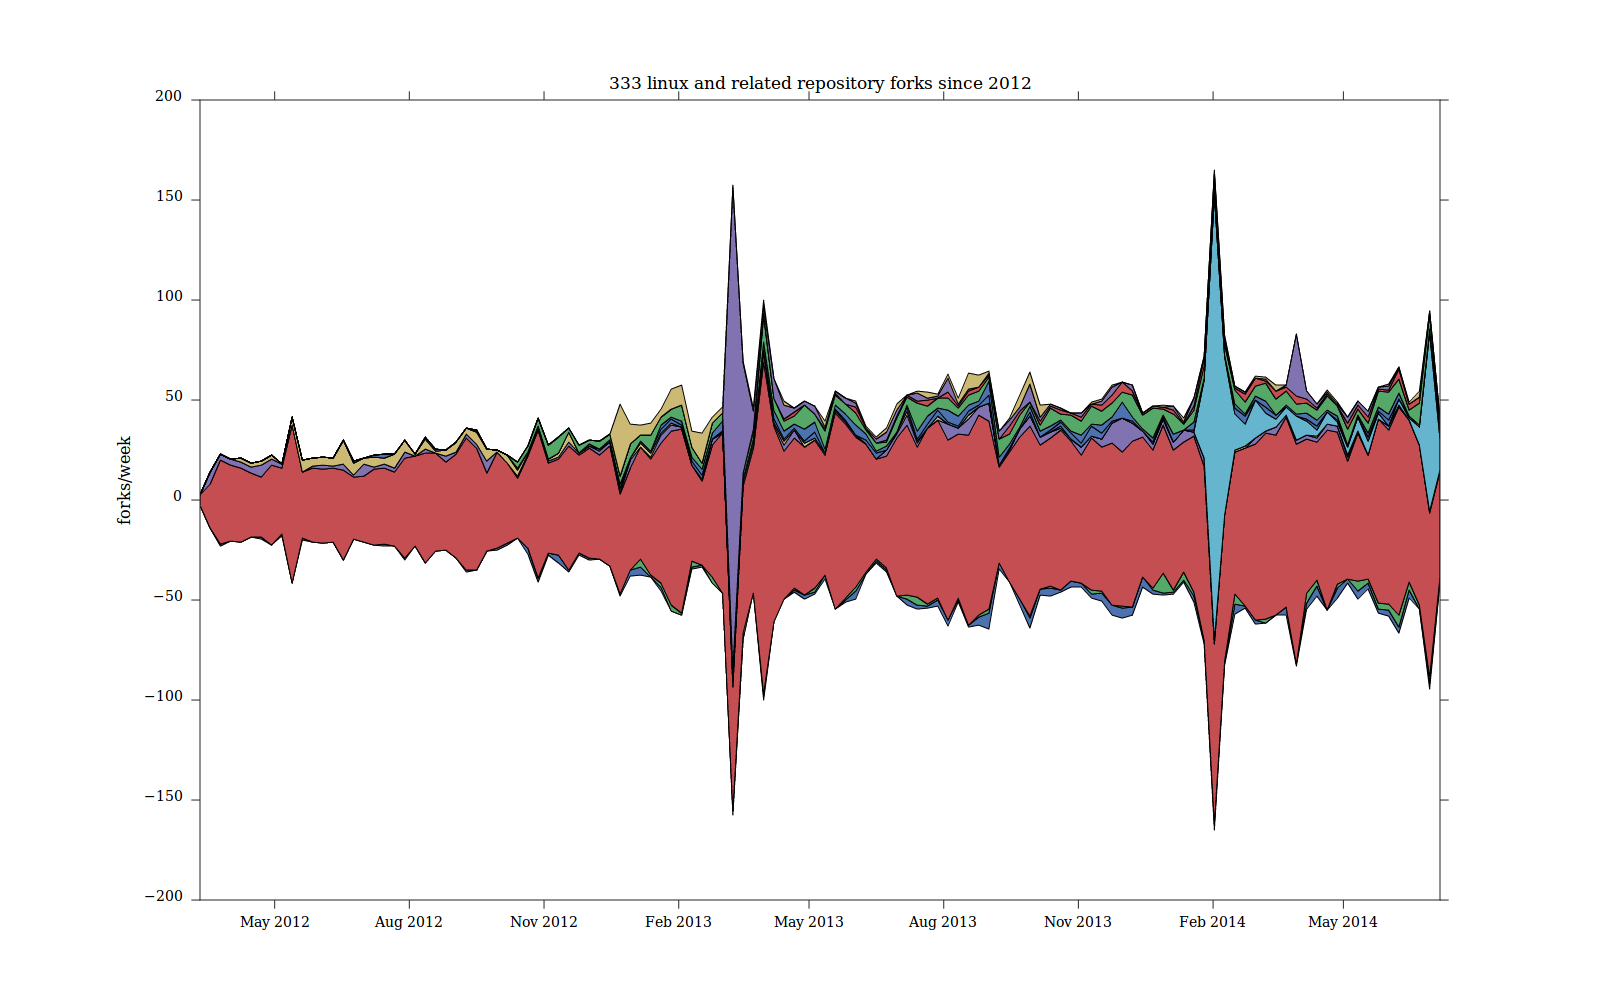 333 linux and related repository forks since 2012
200
150
100
50
0
−50
−100
−150
−200
forks/week
May 2012
Aug 2012
Nov 2012
Feb 2013
May 2013
Aug 2013
Nov 2013
Feb 2014
May 2014